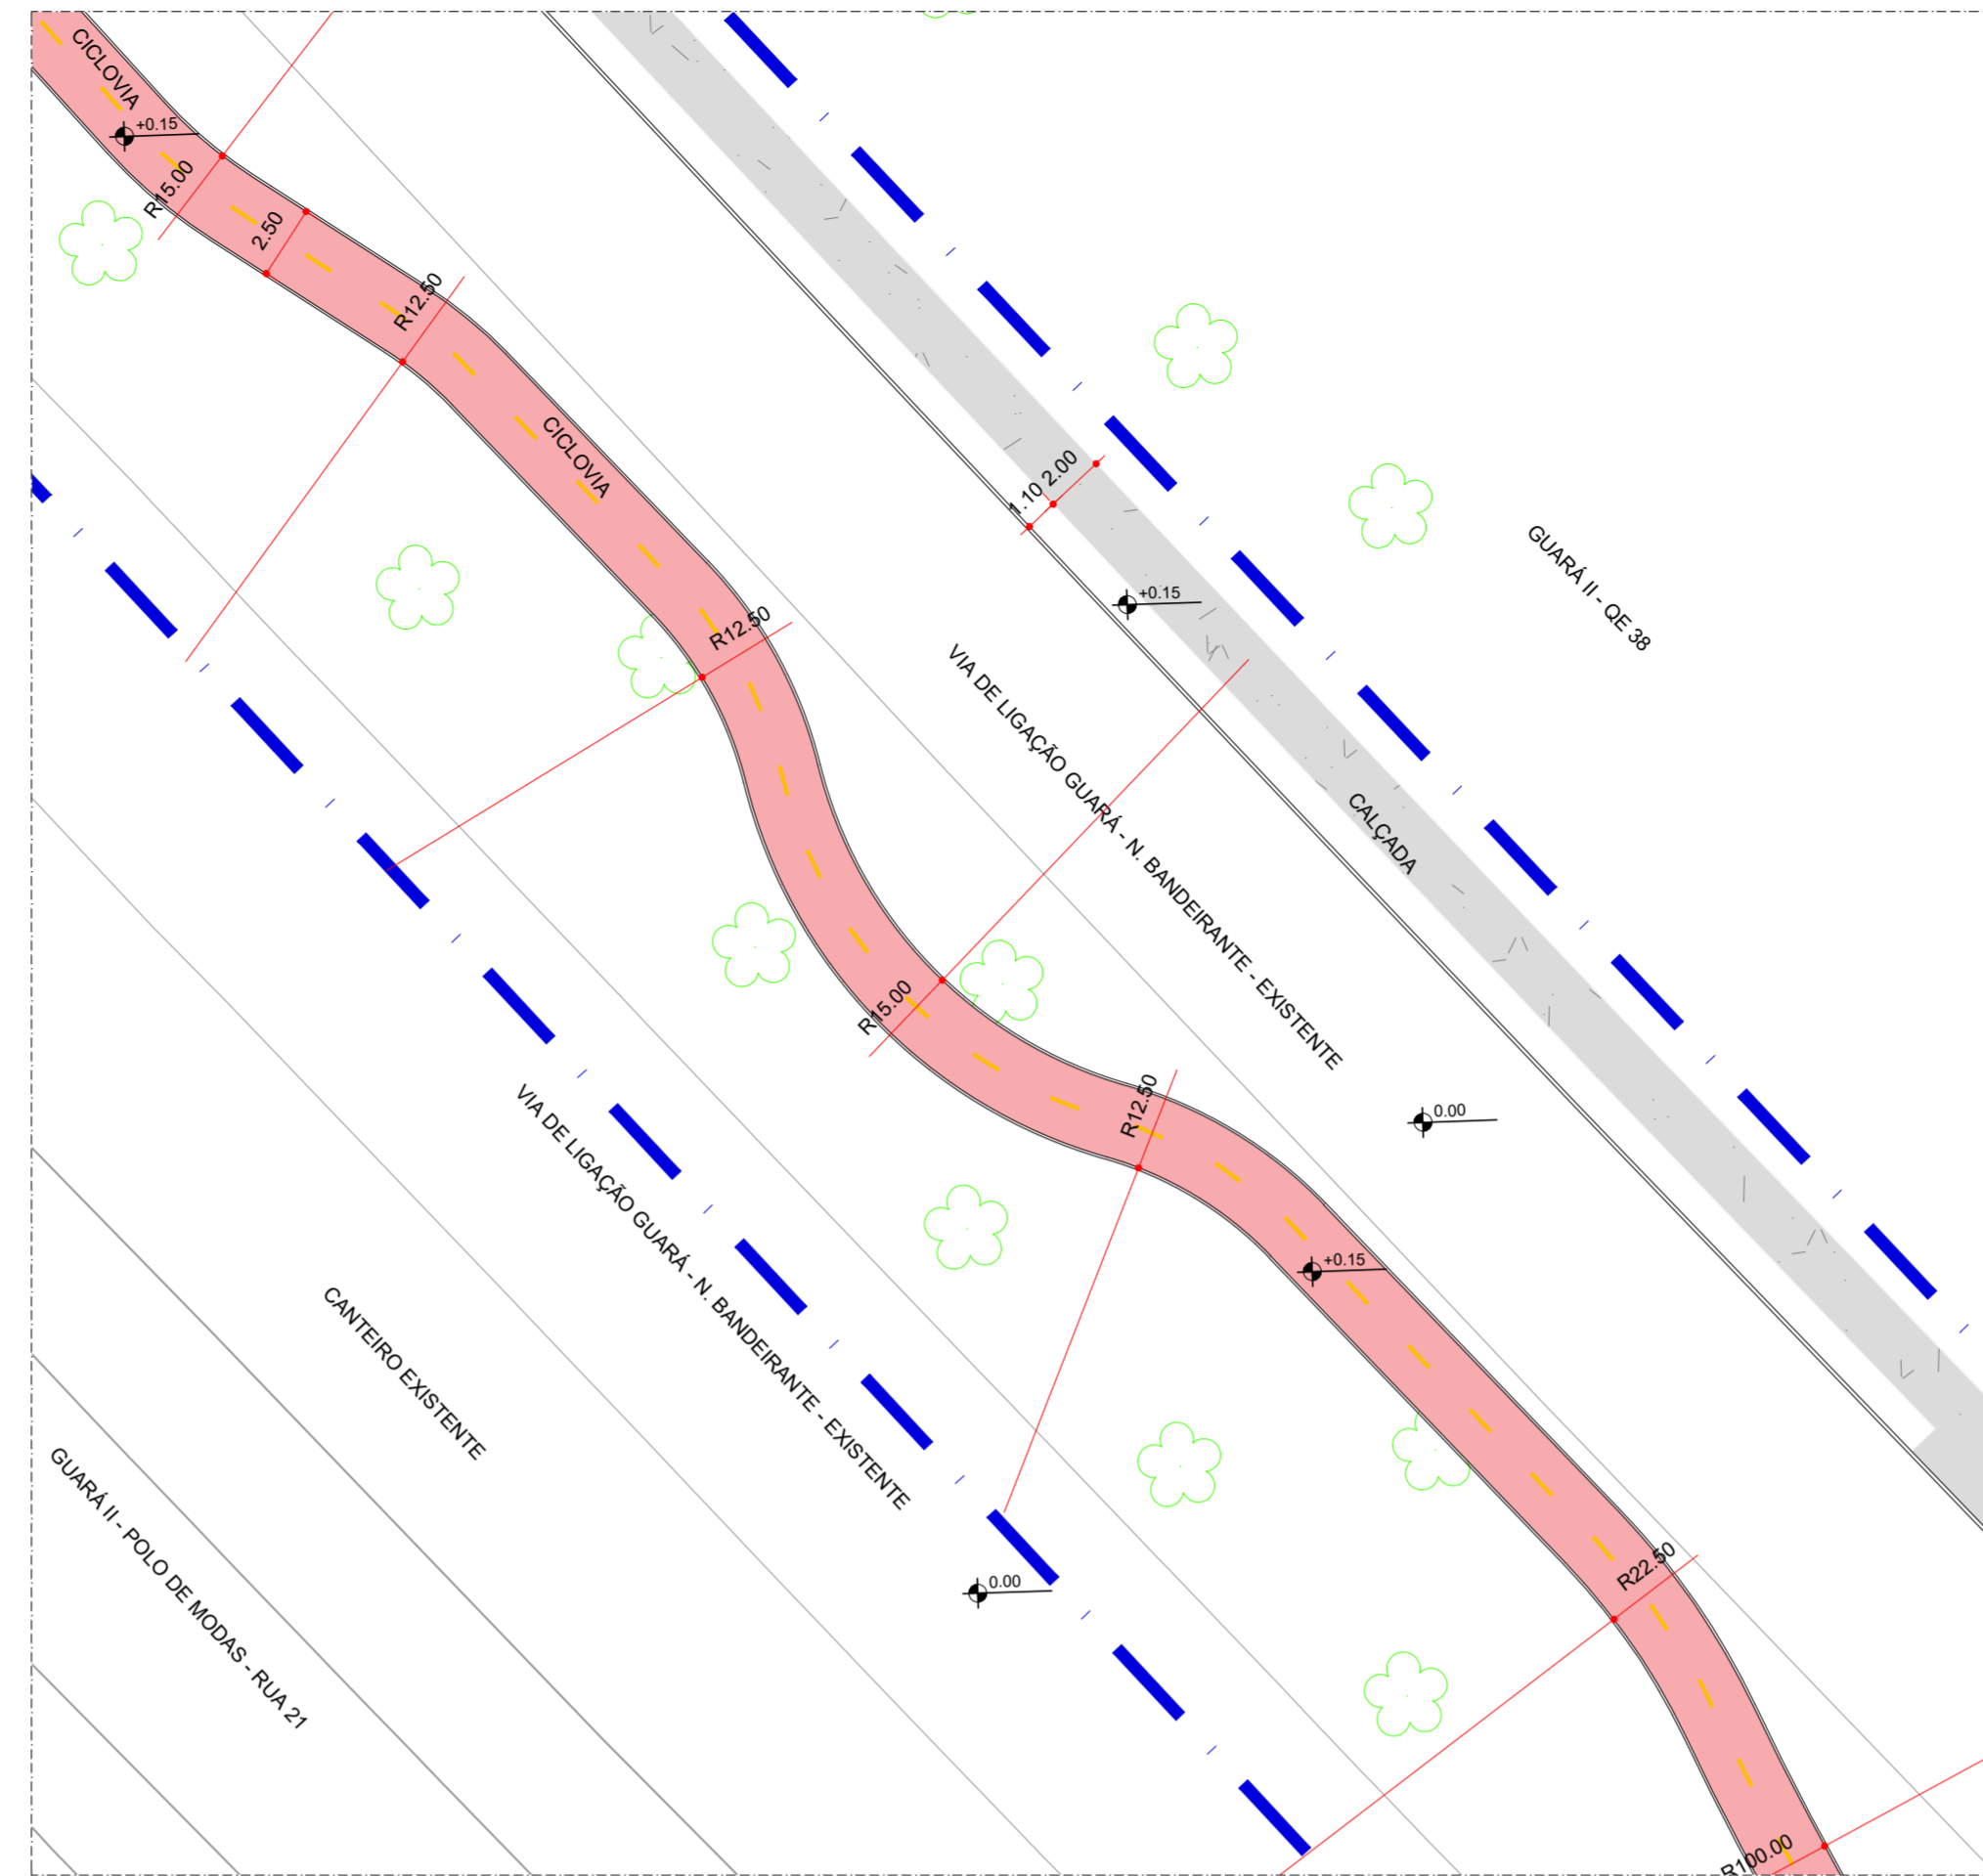 CICLOVIA
+0.15
R15.00
2.50
R12.50
CICLOVIA
1.10
2.00
GUARÁ II - QE 38
+0.15
R12.50
VIA DE LIGAÇÃO GUARÁ - N. BANDEIRANTE - EXISTENTE
CALÇADA
R15.00
R12.50
0.00
VIA DE LIGAÇÃO GUARÁ - N. BANDEIRANTE - EXISTENTE
+0.15
CANTEIRO EXISTENTE
GUARÁ II - POLO DE MODAS - RUA 21
R22.50
0.00
R100.00